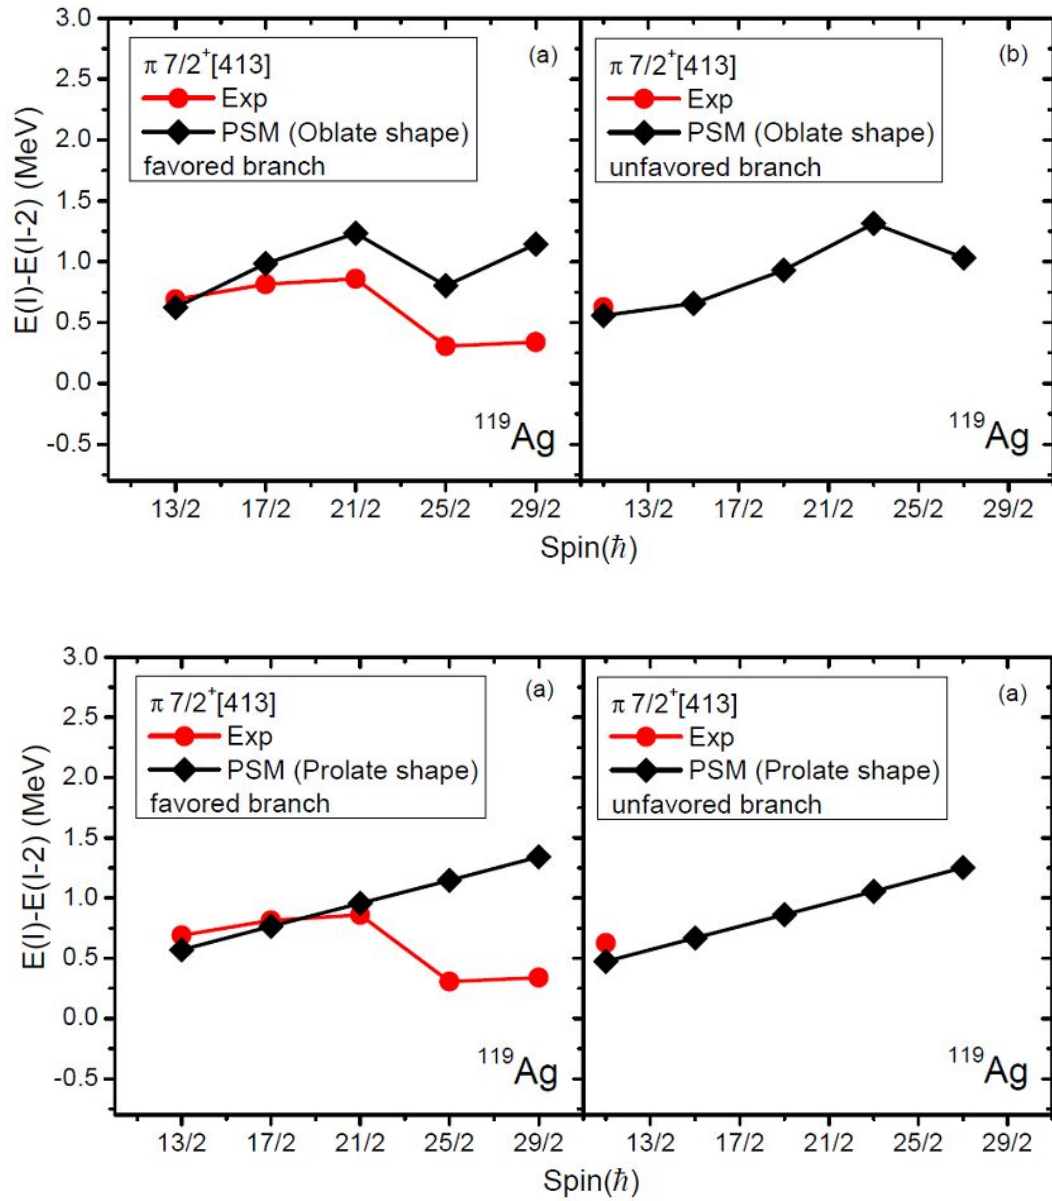 3.0
2.5
2.0
1.5
1.0
0.5
0.0
-0.5
E(I)-E(I-2) (MeV)
π 7/2⁺[413]
Exp
PSM (Oblate shape)
favored branch
(a)
¹¹⁹Ag
π 7/2⁺[413]
Exp
PSM (Oblate shape)
unfavored branch
(b)
¹¹⁹Ag
13/2 17/2 21/2 25/2 29/2 13/2 17/2 21/2 25/2 29/2
Spin(ℏ)
3.0
2.5
2.0
1.5
1.0
0.5
0.0
-0.5
E(I)-E(I-2) (MeV)
π 7/2⁺[413]
Exp
PSM (Prolate shape)
favored branch
(a)
¹¹⁹Ag
π 7/2⁺[413]
Exp
PSM (Prolate shape)
unfavored branch
(a)
¹¹⁹Ag
13/2 17/2 21/2 25/2 29/2 13/2 17/2 21/2 25/2 29/2
Spin(ℏ)